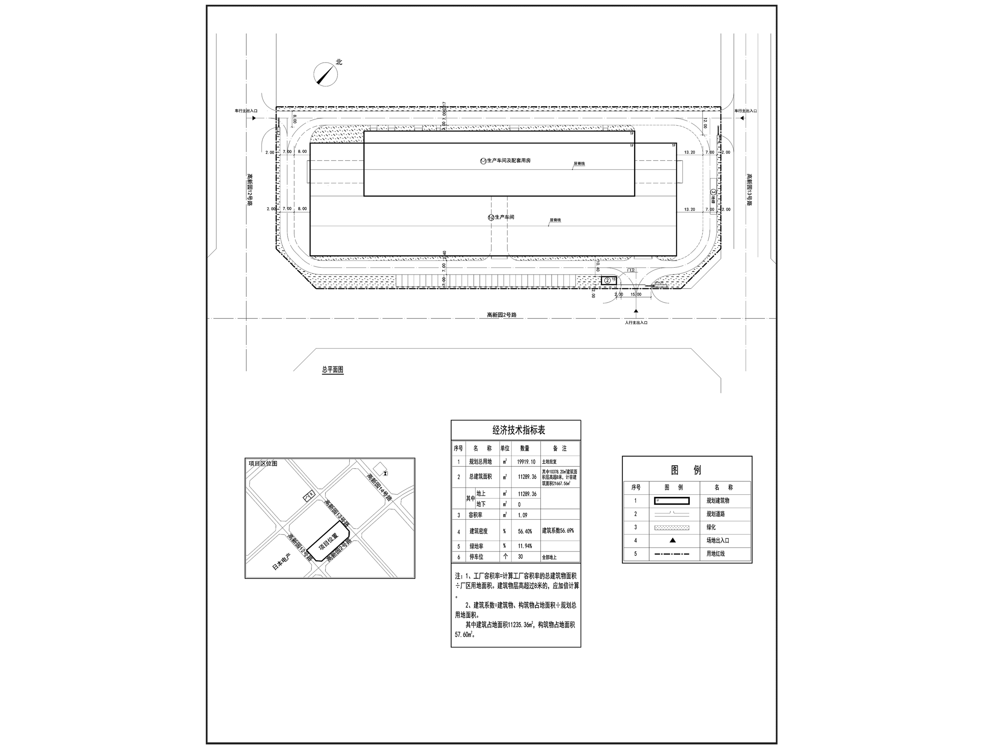 北
车行主出入口
车行主出入口
8.00
2.17
7.00
3.00
12.00
1F
1F
1F
2.00
7.00
8.00
13.20
7.00
2.00
1-1 生产车间及配套用房
屋脊线
高新园12号路
高新园13号路
③ 地磅
2.00
7.00
8.00
13.20
7.00
2.00
1-2 生产车间
屋脊线
2.40
7.00
7.00
10.40
门卫
② 1F
2.00
2.30
15.00
高新园2号路
人行主出入口
总平面图
项目区位图
高新园14号路
高新园13号路
项目位置
高新园12号路
高新园2号路
日本电产
经济技术指标表
序号 名 称 单位 数量 备 注
1 规划总用地 m² 19919.10 土地批复
2 总建筑面积 m² 11289.36 其中10378.20m²建筑面
积层高超8米，计容建
筑面积21667.56m²
其中 地上 m² 11289.36
地下 m² 0
3 容积率 m² 1.09
4 建筑密度 % 56.40% 建筑系数56.69%
5 绿地率 % 11.94%
6 停车位 个 30 全部地上
注：1、工厂容积率=计算工厂容积率的总建筑物面积
÷厂区用地面积。建筑物层高超过8米的，应加倍计算
。
2、建筑系数=建筑物、构筑物占地面积÷规划总
用地面积。
其中建筑占地面积11235.36m²，构筑物占地面积
57.60m²。
图 例
序号 图 例 名 称
1 规划建筑物
2 规划道路
3 绿化
4 场地出入口
5 用地红线